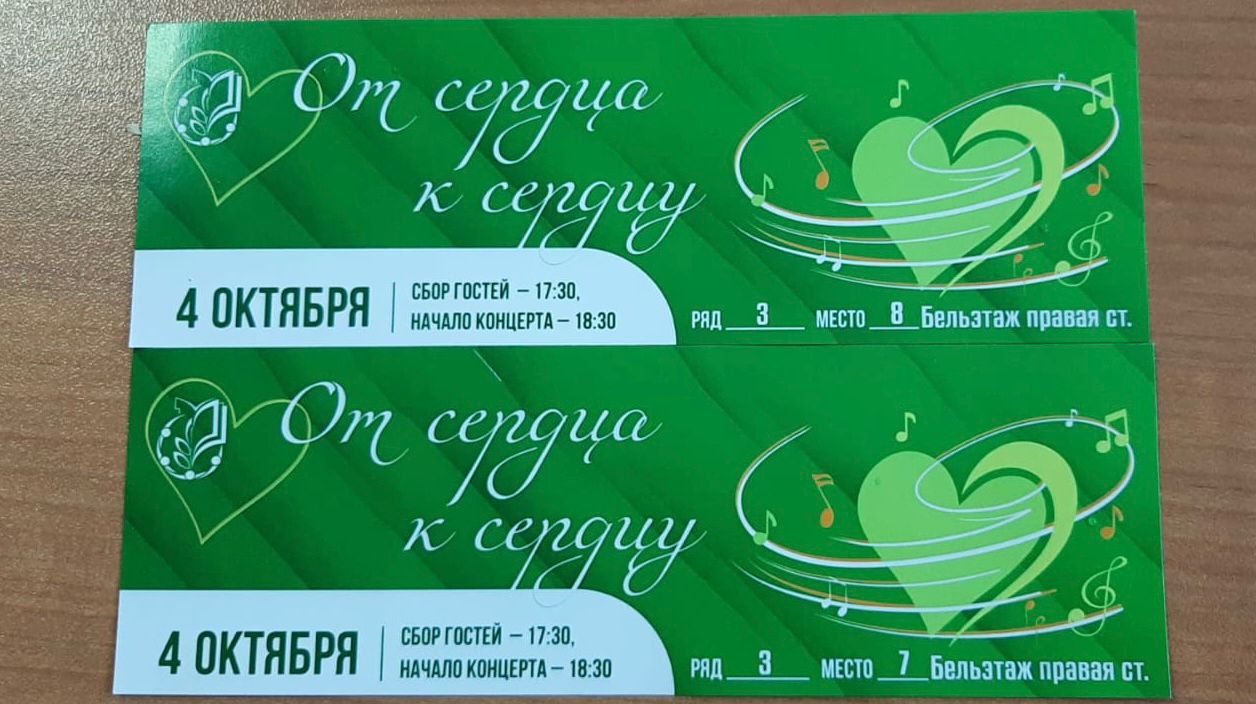 От сердца
к сердцу
4 ОКТЯБРЯ
СБОР ГОСТЕЙ – 17:30,
НАЧАЛО КОНЦЕРТА – 18:30
РЯД 3 МЕСТО 8 Бельэтаж правая ст.
От сердца
к сердцу
4 ОКТЯБРЯ
СБОР ГОСТЕЙ – 17:30,
НАЧАЛО КОНЦЕРТА – 18:30
РЯД 3 МЕСТО 7 Бельэтаж правая ст.